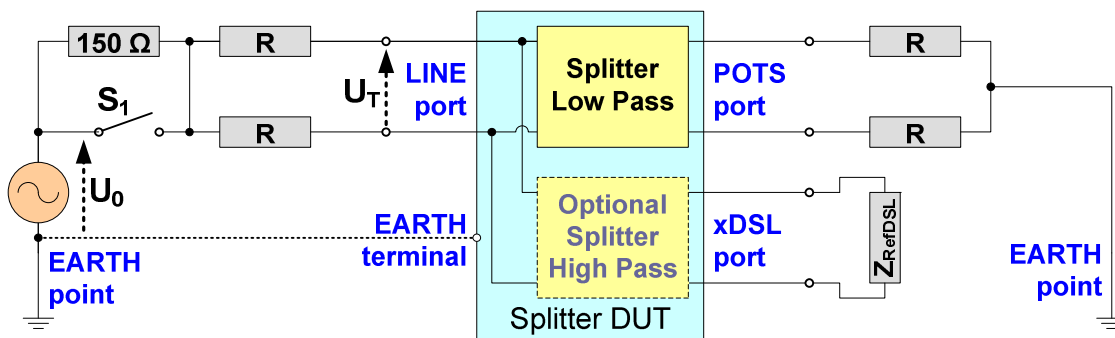 150 Ω
R
S1
R
U0
UT
LINE
port
EARTH
terminal
EARTH
point
Splitter
Low Pass
Optional
Splitter
High Pass
Splitter DUT
POTS
port
xDSL
port
R
R
ZRefDSL
EARTH
point